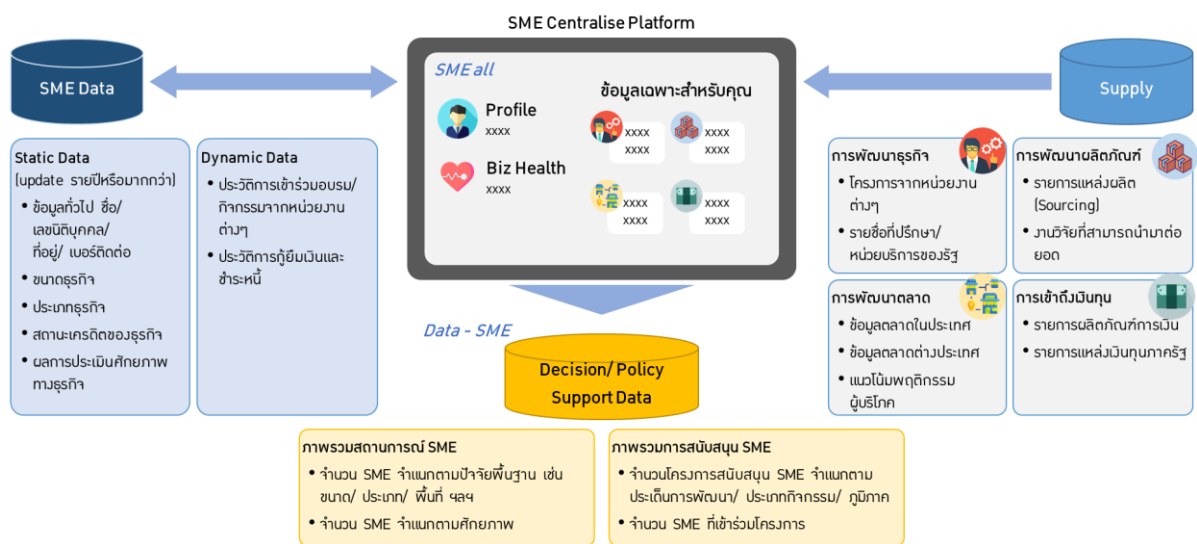 SME Centralise Platform
SME Data
SME all
Profile
xxxx
Biz Health
xxxx
ข้อมูลเฉพาะสำหรับคุณ
xxxx
xxxx
xxxx
xxxx
xxxx
xxxx
xxxx
xxxx
Supply
Static Data
(update รายปีหรือมากกว่า)
• ข้อมูลทั่วไป ชื่อ/
เลขนิติบุคคล/
ที่อยู่/ เบอร์ติดต่อ
• ขนาดธุรกิจ
• ประเภทธุรกิจ
• สถานะเครดิตของธุรกิจ
• ผลการประเมินศักยภาพ
ทางธุรกิจ
Dynamic Data
• ประวัติการเข้าร่วมอบรม/
กิจกรรมจากหน่วยงาน
ต่างๆ
• ประวัติการกู้ยืมเงินและ
ชำระหนี้
การพัฒนาธุรกิจ
• โครงการจากหน่วยงาน
ต่างๆ
• รายชื่อที่ปรึกษา/
หน่วยบริการของรัฐ
การพัฒนาผลิตภัณฑ์
• รายการแหล่งผลิต
(Sourcing)
• งานวิจัยที่สามารถนำมาต่อ
ยอด
การพัฒนาตลาด
• ข้อมูลตลาดในประเทศ
• ข้อมูลตลาดต่างประเทศ
• แนวโน้มพฤติกรรม
ผู้บริโภค
การเข้าถึงเงินทุน
• รายการผลิตภัณฑ์การเงิน
• รายการแหล่งเงินทุนภาครัฐ
Data - SME
Decision/ Policy
Support Data
ภาพรวมสถานการณ์ SME
• จำนวน SME จำแนกตามปัจจัยพื้นฐาน เช่น
ขนาด/ ประเภท/ พื้นที่ ฯลฯ
• จำนวน SME จำแนกตามศักยภาพ
ภาพรวมการสนับสนุน SME
• จำนวนโครงการสนับสนุน SME จำแนกตาม
ประเด็นการพัฒนา/ ประเภทกิจกรรม/ ภูมิภาค
• จำนวน SME ที่เข้าร่วมโครงการ